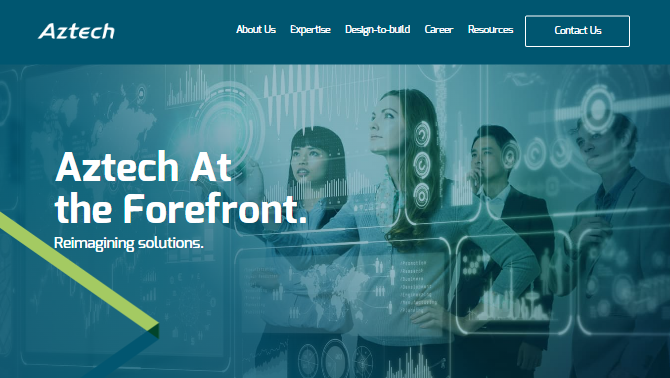 Aztech
About Us
Expertise
Design-to-build
Career
Resources
Contact Us
Aztech At
the Forefront.
Reimagining solutions.